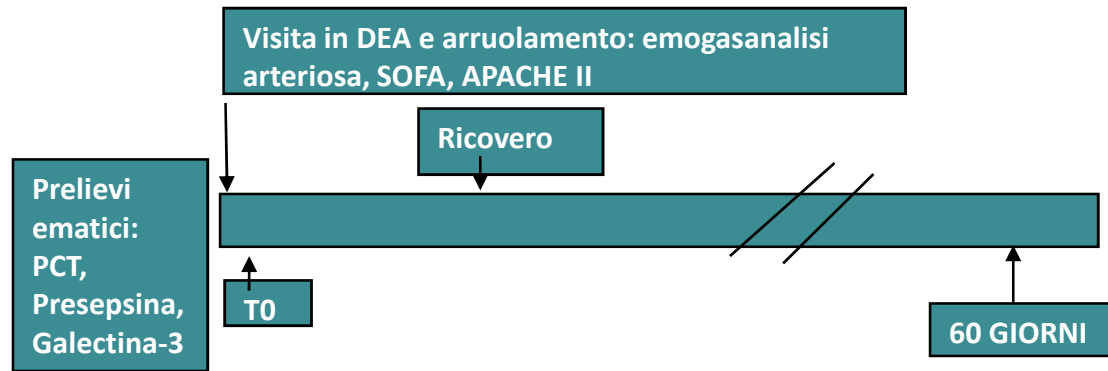 Visita in DEA e arruolamento: emogasanalisi
arteriosa, SOFA, APACHE II
Ricovero
Prelievi
ematici:
PCT,
Presepsina,
Galectina-3
T0
60 GIORNI